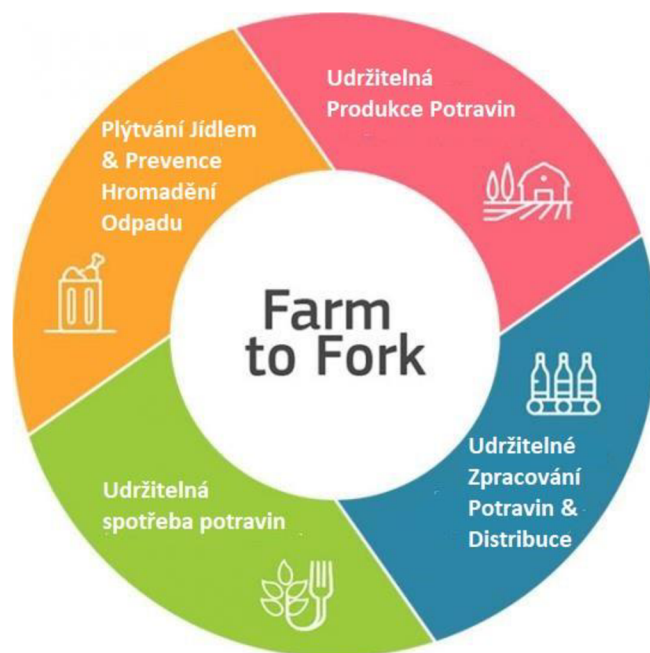 Udržitelná
Produkce Potravin
Plýtvání Jídlem
& Prevence
Hromadění
Odpadu
Farm
to Fork
Udržitelné
Zpracování
Potravin &
Distribuce
Udržitelná
spotřeba potravin